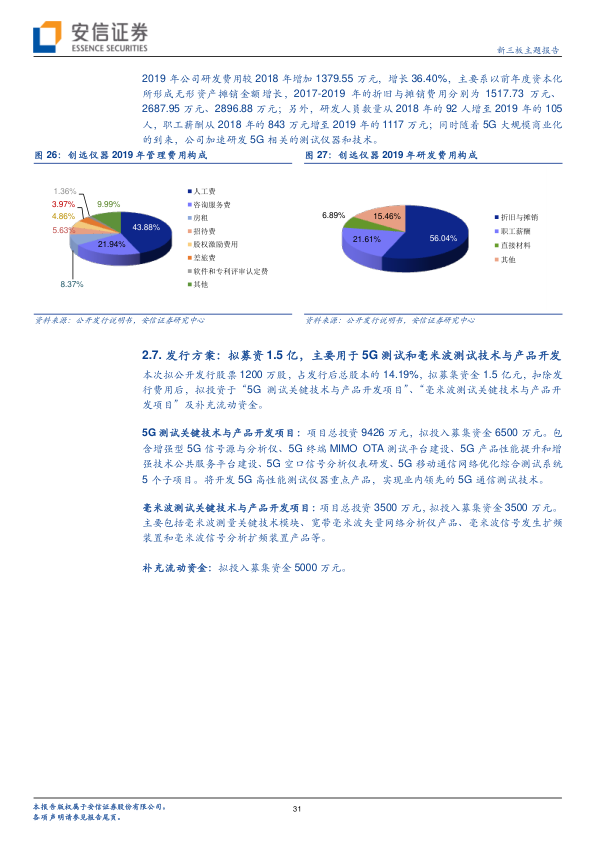 安信证券
ESSENCE SECURITIES
新三板主题报告
2019 年公司研发费用较 2018 年增加 1379.55 万元，增长 36.40%，主要系以前年度资本化
所形成无形资产摊销金额增长，2017-2019 年的折旧与摊销费用分别为 1517.73 万元、
2687.95 万元、2896.88 万元；另外，研发人员数量从 2018 年的 92 人增至 2019 年的 105
人，职工薪酬从 2018 年的 843 万元增至 2019 年的 1117 万元；同时随着 5G 大规模商业化
的到来，公司加速研发 5G 相关的测试仪器和技术。
图 26：创远仪器 2019 年管理费用构成
1.36%
3.97%
4.86%
5.63%
8.37%
9.99%
43.88%
21.94%
人工费
咨询服务费
房租
招待费
股权激励费用
差旅费
软件和专利评审认定费
其他
资料来源：公开发行说明书，安信证券研究中心
图 27：创远仪器 2019 年研发费用构成
6.89%
15.46%
21.61%
56.04%
折旧与摊销
职工薪酬
直接材料
其他
资料来源：公开发行说明书，安信证券研究中心
2.7. 发行方案：拟募资 1.5 亿，主要用于 5G 测试和毫米波测试技术与产品开发
本次拟公开发行股票 1200 万股，占发行后总股本的 14.19%，拟募集资金 1.5 亿元，扣除发
行费用后，拟投资于“5G 测试关键技术与产品开发项目”、“毫米波测试关键技术与产品开
发项目”及补充流动资金。
5G 测试关键技术与产品开发项目：项目总投资 9426 万元，拟投入募集资金 6500 万元。包
含增强型 5G 信号源与分析仪、5G 终端 MIMO OTA 测试平台建设、5G 产品性能提升和增
强技术公共服务平台建设、5G 空口信号分析仪表研发、5G 移动通信网络优化综合测试系统
5 个子项目。将开发 5G 高性能测试仪器重点产品，实现业内领先的 5G 通信测试技术。
毫米波测试关键技术与产品开发项目：项目总投资 3500 万元，拟投入募集资金 3500 万元。
主要包括毫米波测量关键技术模块、宽带毫米波矢量网络分析仪产品、毫米波信号发生扩频
装置和毫米波信号分析扩频装置产品等。
补充流动资金：拟投入募集资金 5000 万元。
本报告版权属于安信证券股份有限公司。
各项声明请参见报告尾页。
31